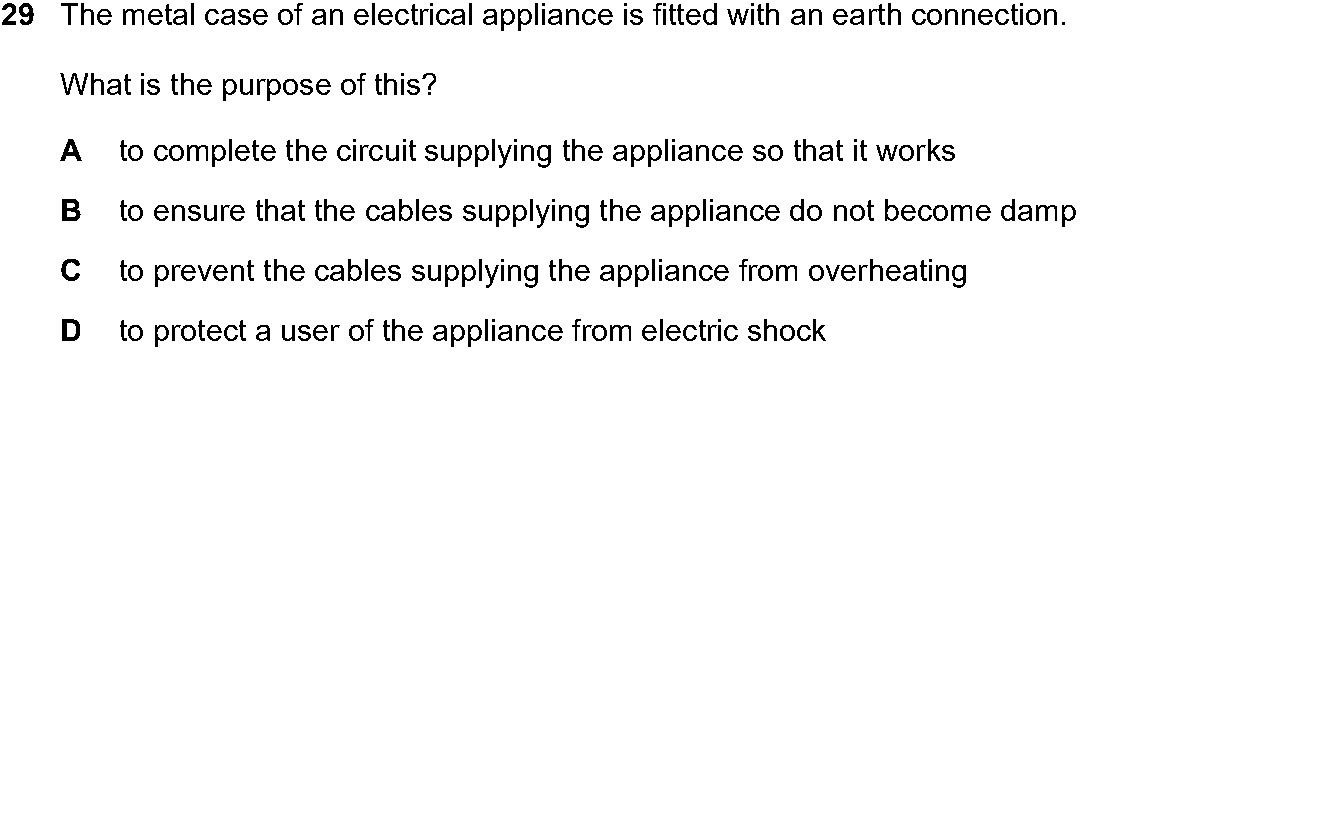 29 The metal case of an electrical appliance is fitted with an earth connection.
What is the purpose of this?
A to complete the circuit supplying the appliance so that it works
B to ensure that the cables supplying the appliance do not become damp
C to prevent the cables supplying the appliance from overheating
D to protect a user of the appliance from electric shock